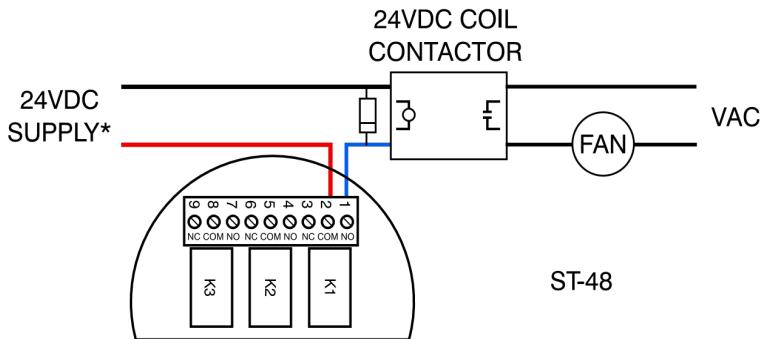 24VDC COIL
CONTACTOR
24VDC
SUPPLY*
VAC
FAN
9 8 7 6 5 4 3 2 1
NC COM NO NC COM NO NC COM NO
K3 K2 K1
ST-48